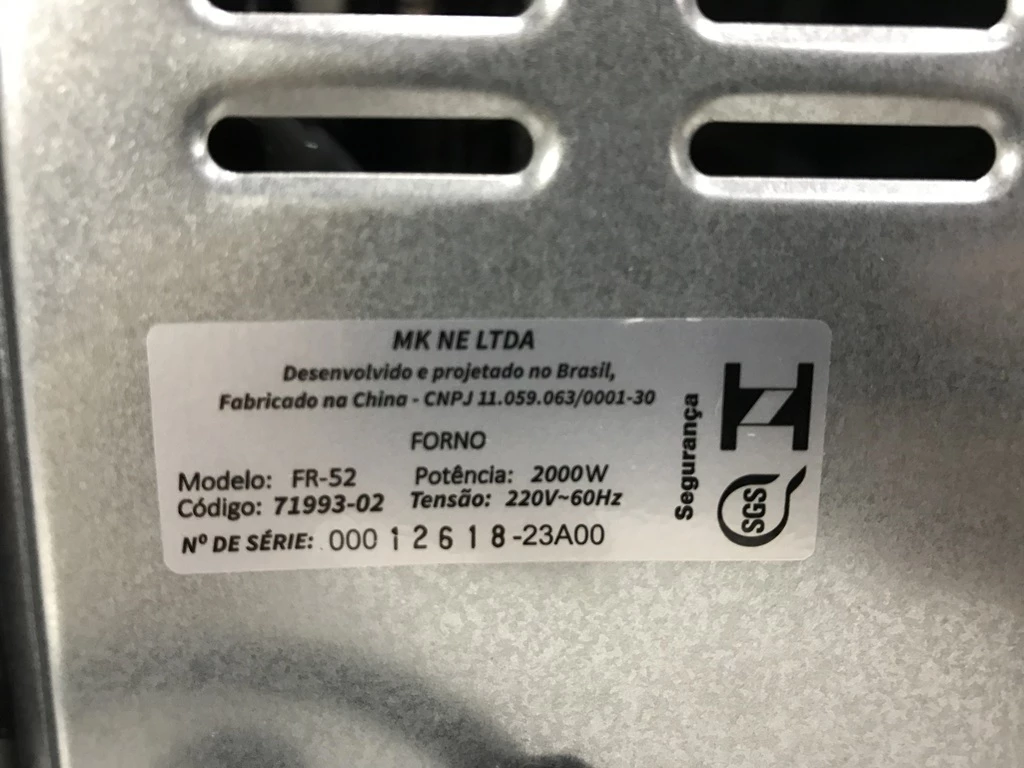 MK NE LTDA
Desenvolvido e projetado no Brasil,
Fabricado na China - CNPJ 11.059.063/0001-30
FORNO
Modelo: FR-52 Potência: 2000W
Código: 71993-02 Tensão: 220V~60Hz
Nº DE SÉRIE: 000 1 2 6 1 8-23A00
Segurança
SGS